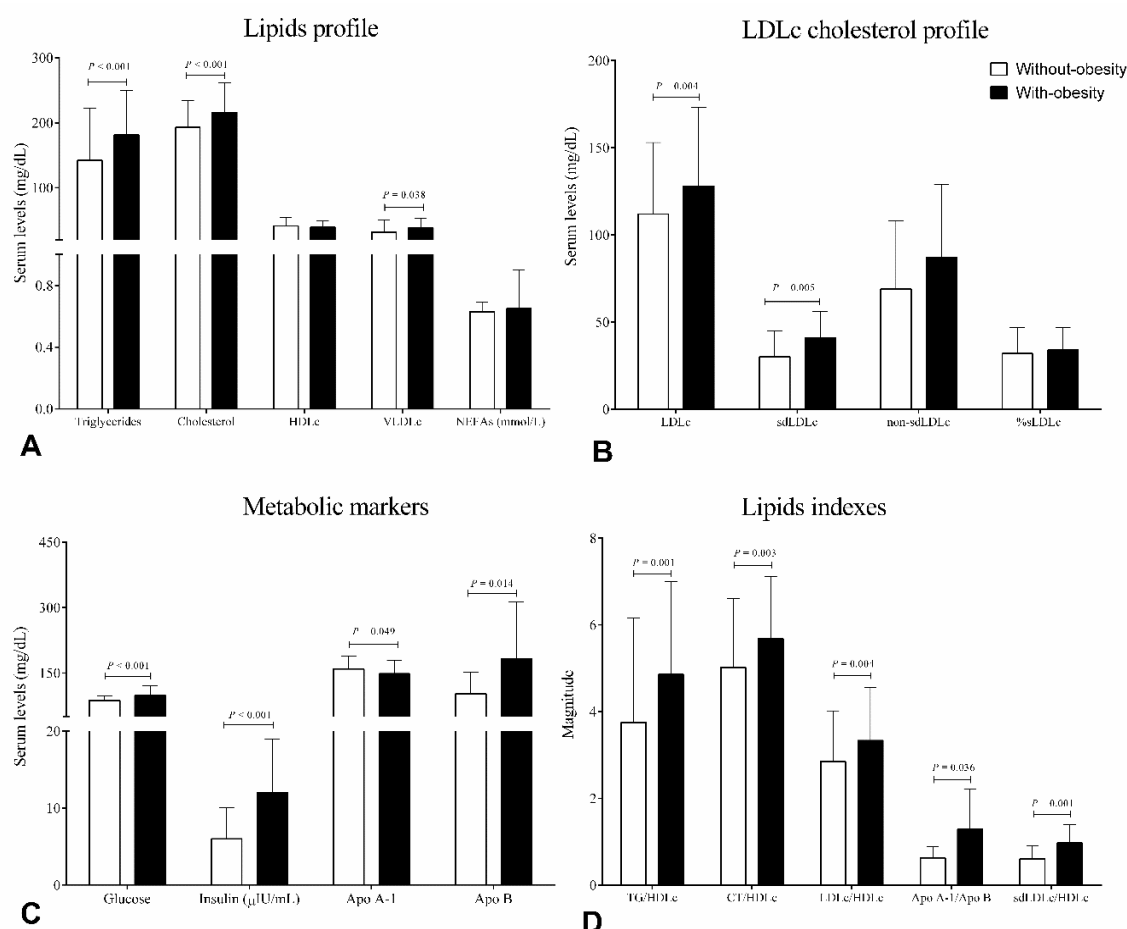 Lipids profile
Serum levels (mg/dL)
300
200
100
0.8
0.4
0.0
P < 0.001
P < 0.001
P = 0.038
Triglycerides
Cholesterol
HDLc
VLDLc
NEFAs (mmol/L)
A
LDLc cholesterol profile
Without-obesity
With-obesity
Serum levels (mg/dL)
200
150
100
50
0
P 0.004
P 0.005
LDLc
sdLDLc
non-sdLDLc
%sLDLc
B
Metabolic markers
Serum levels (mg/dL)
450
300
150
20
10
0
P < 0.001
P < 0.001
P 0.049
P = 0.014
Glucose
Insulin (μIU/mL)
Apo A-1
Apo B
C
Lipids indexes
Magnitude
8
6
4
2
0
P = 0.001
P = 0.003
P = 0.004
P = 0.036
P 0.001
TG/HDLc
CT/HDLc
LDLc/HDLc
Apo A-1/Apo B
sdLDLc/HDLc
D